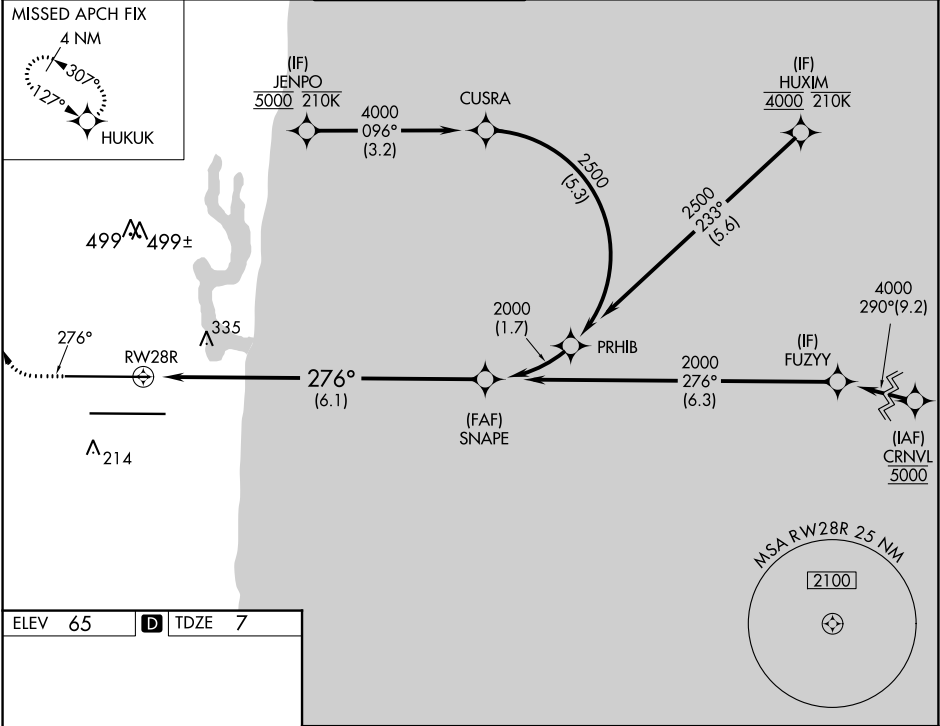 MISSED APCH FIX
4 NM
307°
127°
HUKUK
(IF)
JENPO
5000 210K
4000
096°
(3.2)
CUSRA
2500
(5.3)
(IF)
HUXIM
4000 210K
2500
233°
(5.6)
499 499±
335
276°
RW28R
214
276°
(6.1)
2000
(1.7)
PRHIB
(FAF)
SNAPE
2000
276°
(6.3)
(IF)
FUZYY
4000
290°(9.2)
(IAF)
CRNVL
5000
MSA RW28R 25 NM
2100
ELEV 65 D TDZE 7